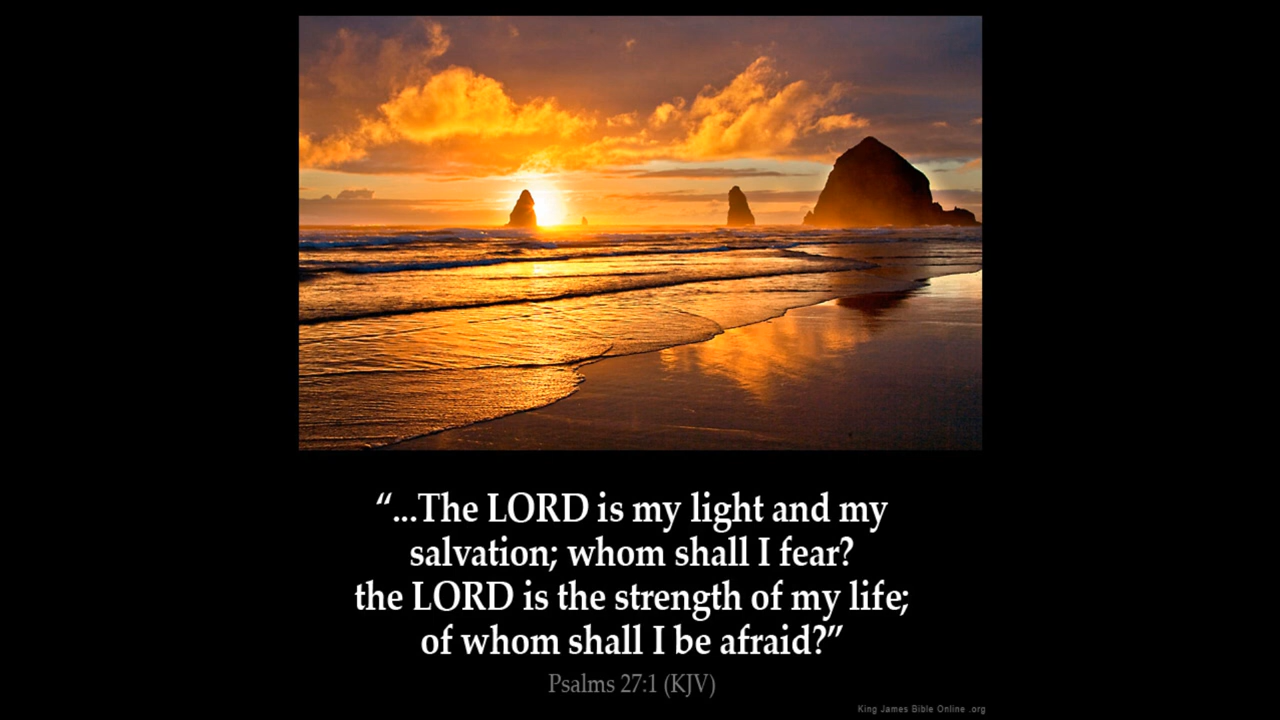 “...The LORD is my light and my
salvation; whom shall I fear?
the LORD is the strength of my life;
of whom shall I be afraid?”
Psalms 27:1 (KJV)
King James Bible Online .org